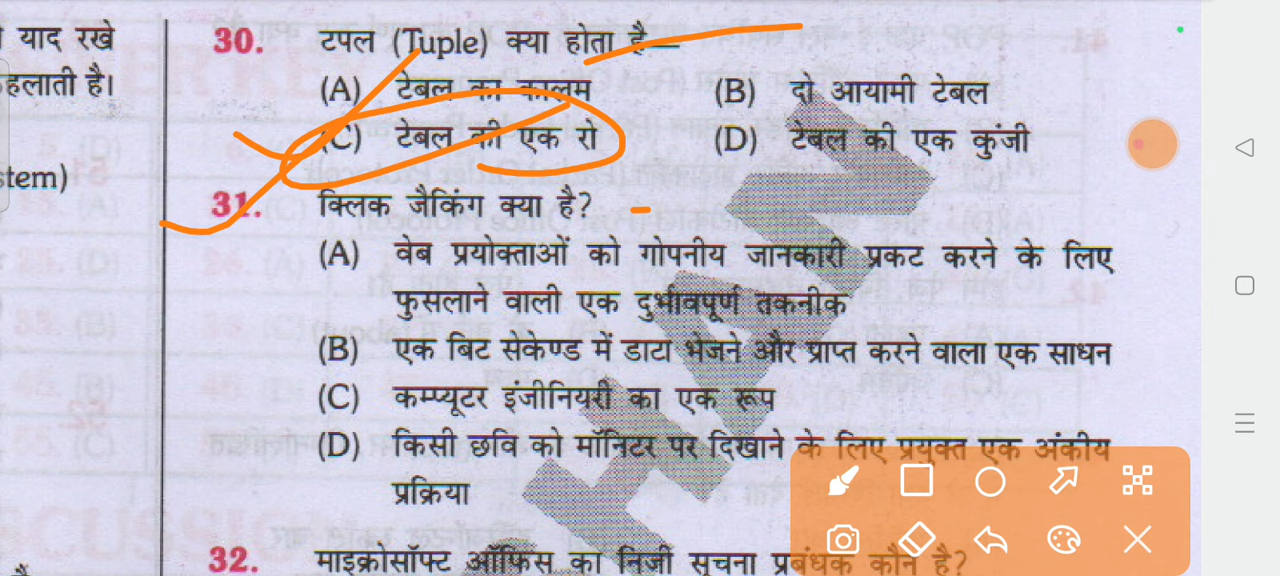 याद रखे
हलाती है।
stem)
30. टपल (Tuple) क्या होता है—
(A) टेबल का कालम (B) दो आयामी टेबल
(C) टेबल की एक रो (D) टेबल की एक कुंजी
31. क्लिक जैकिंग क्या है?
(A) वेब प्रयोक्ताओं को गोपनीय जानकारी प्रकट करने के लिए
फुसलाने वाली एक दुर्भावपूर्ण तकनीक
(B) एक बिट सेकेण्ड में डाटा भेजने और प्राप्त करने वाला एक साधन
(C) कम्प्यूटर इंजीनियरी का एक रूप
(D) किसी छवि को मॉनिटर पर दिखाने के लिए प्रयुक्त एक अंकीय
प्रक्रिया
32. माइक्रोसॉफ्ट ऑफिस का निजी सूचना प्रबंधक कौन है?